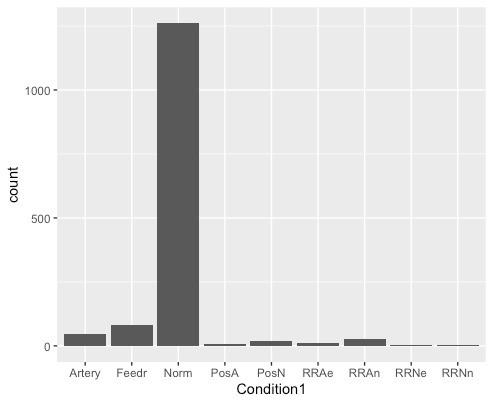 1000
500
0
count
Artery Feedr Norm PosA PosN RRAe RRAn RRNe RRNn
Condition1